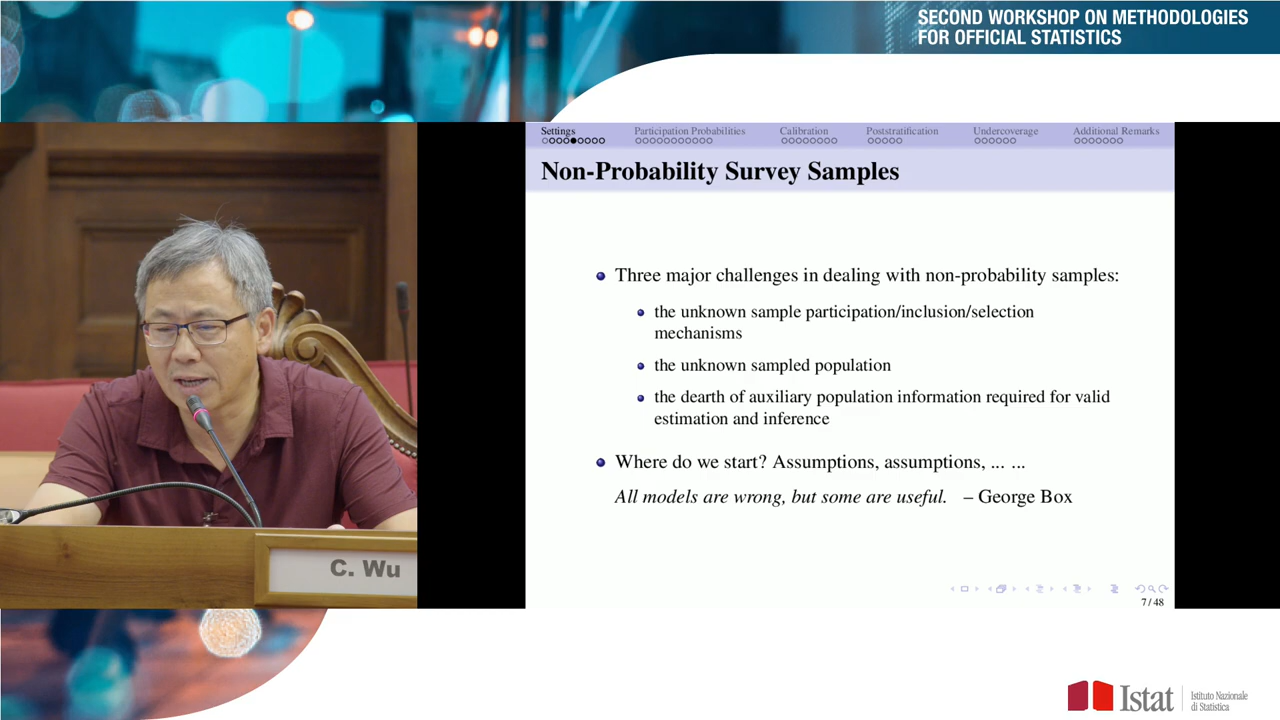 SECOND WORKSHOP ON METHODOLOGIES
FOR OFFICIAL STATISTICS
Settings
Participation Probabilities
Calibration
Poststratification
Undercoverage
Additional Remarks
Non-Probability Survey Samples
Three major challenges in dealing with non-probability samples:
the unknown sample participation/inclusion/selection
mechanisms
the unknown sampled population
the dearth of auxiliary population information required for valid
estimation and inference
Where do we start? Assumptions, assumptions, ... ...
All models are wrong, but some are useful. – George Box
7 / 48
C. Wu
Istat
Istituto Nazionale
di Statistica